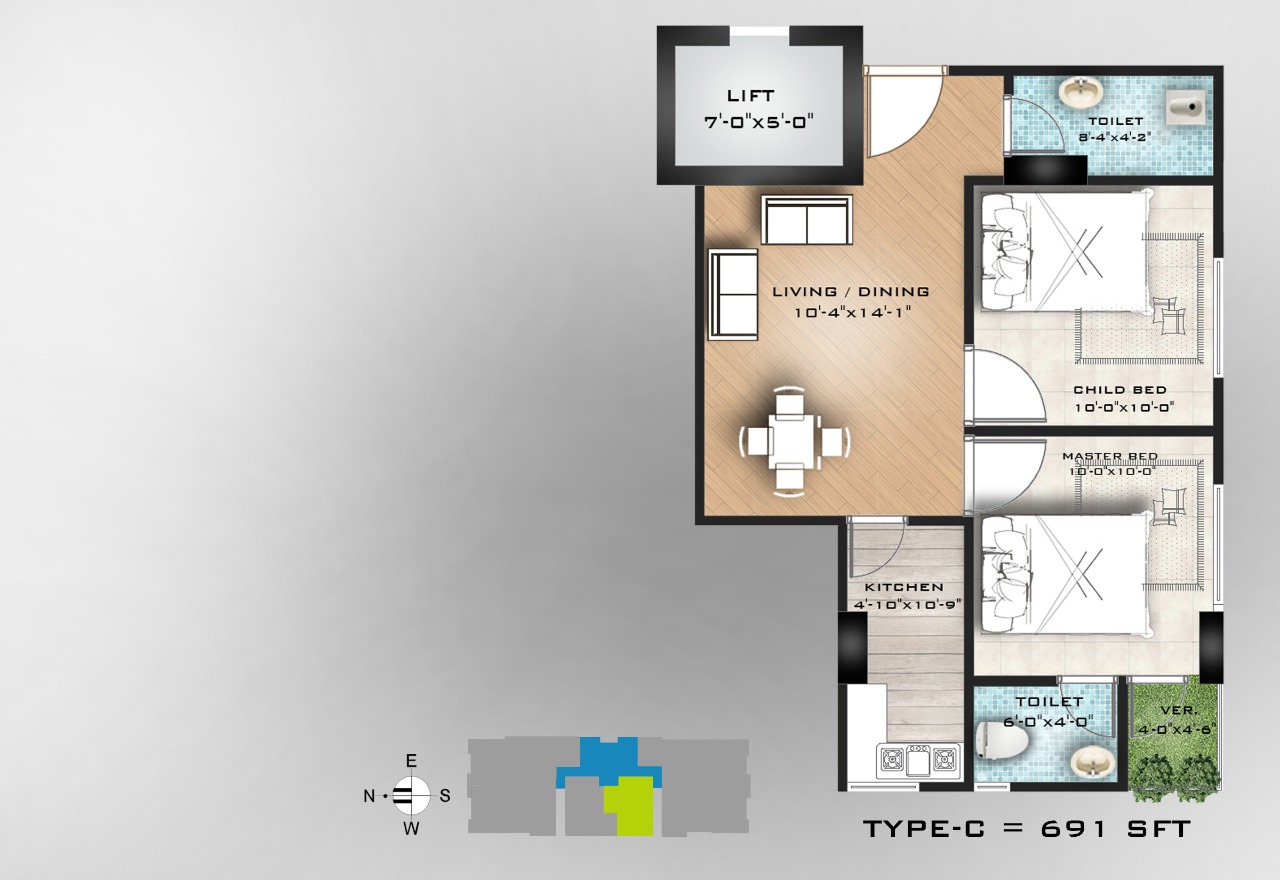 LIFT
7'-0"x5'-0"
TOILET
8'-4"x4'-2"
LIVING / DINING
10'-4"x14'-1"
CHILD BED
10'-0"x10'-0"
MASTER BED
10'-0"x10'-0"
KITCHEN
4'-10"x10'-9"
TOILET
6'-0"x4'-0"
VER.
4'-0"x4'-6"
E
N S
W
TYPE-C = 691 SFT